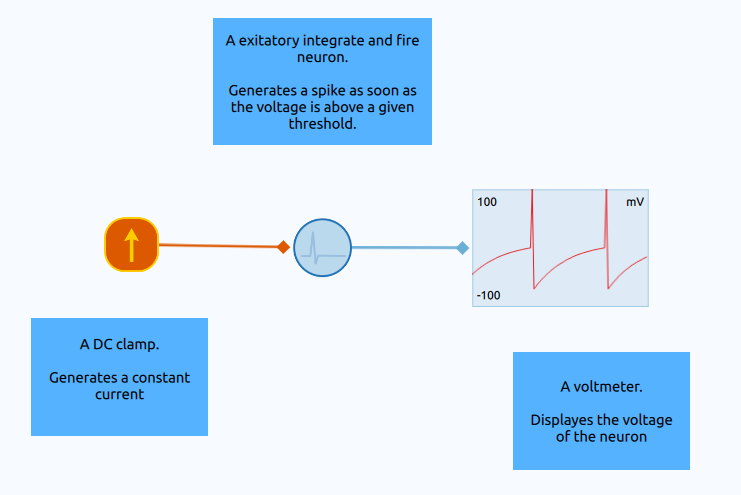 A exitatory integrate and fire
neuron.
Generates a spike as soon as
the voltage is above a given
threshold.
100
mV
-100
A DC clamp.
Generates a constant
current
A voltmeter.
Displayes the voltage
of the neuron